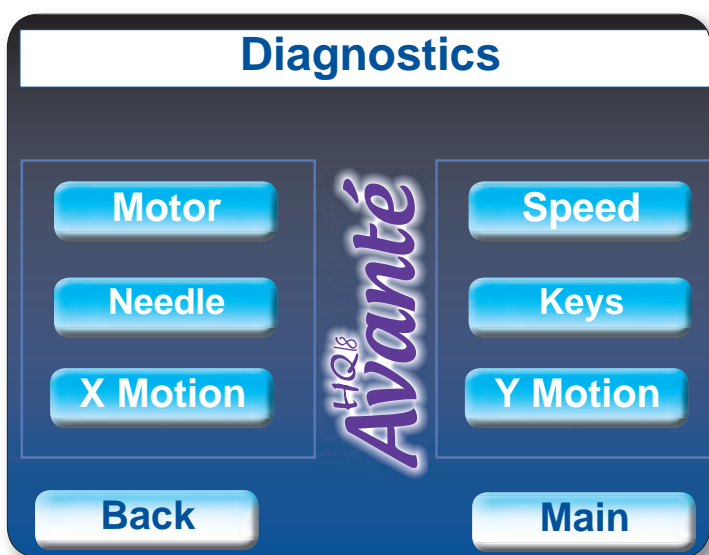 Diagnostics
Motor
Needle
X Motion
HQ18
Avanté
Speed
Keys
Y Motion
Back
Main